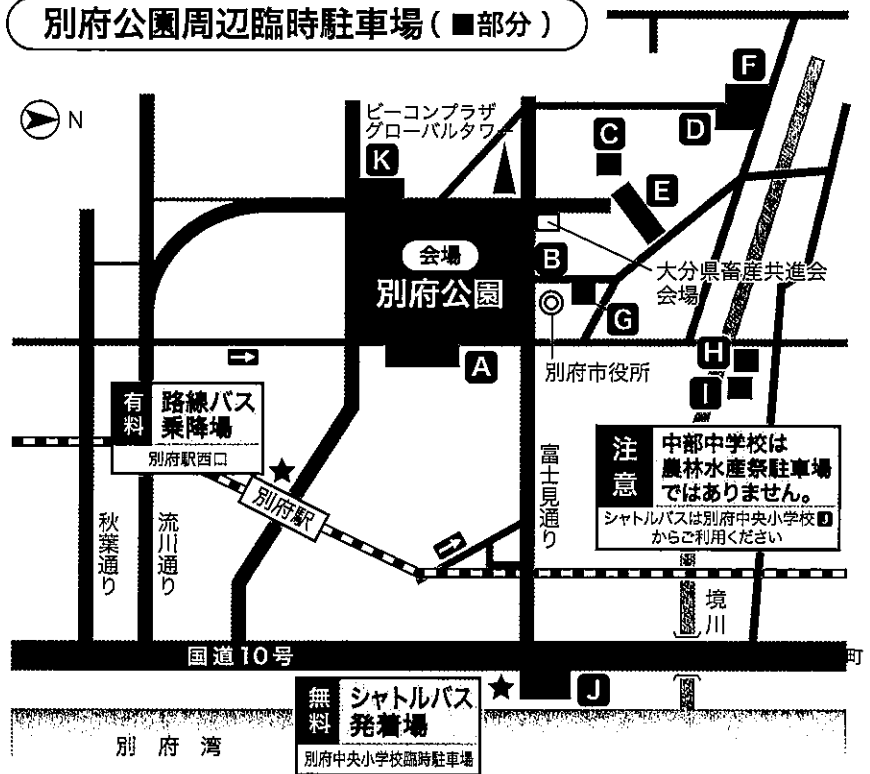 別府公園周辺臨時駐車場(■部分)
N
ビーコンプラザ
グローバルタワー
F
D
C
K
E
会場
別府公園
B
大分県畜産共進会
会場
G
別府市役所
A
H
I
有料
路線バス
乗降場
別府駅西口
注意
中部中学校は
農林水産祭駐車場
ではありません。
シャトルバスは別府中央小学校J
からご利用ください
秋葉通り
流川通り
別府駅
富士見通り
境川
国道10号
町
J
無料
シャトルバス
発着場
別府中央小学校臨時駐車場
別府湾